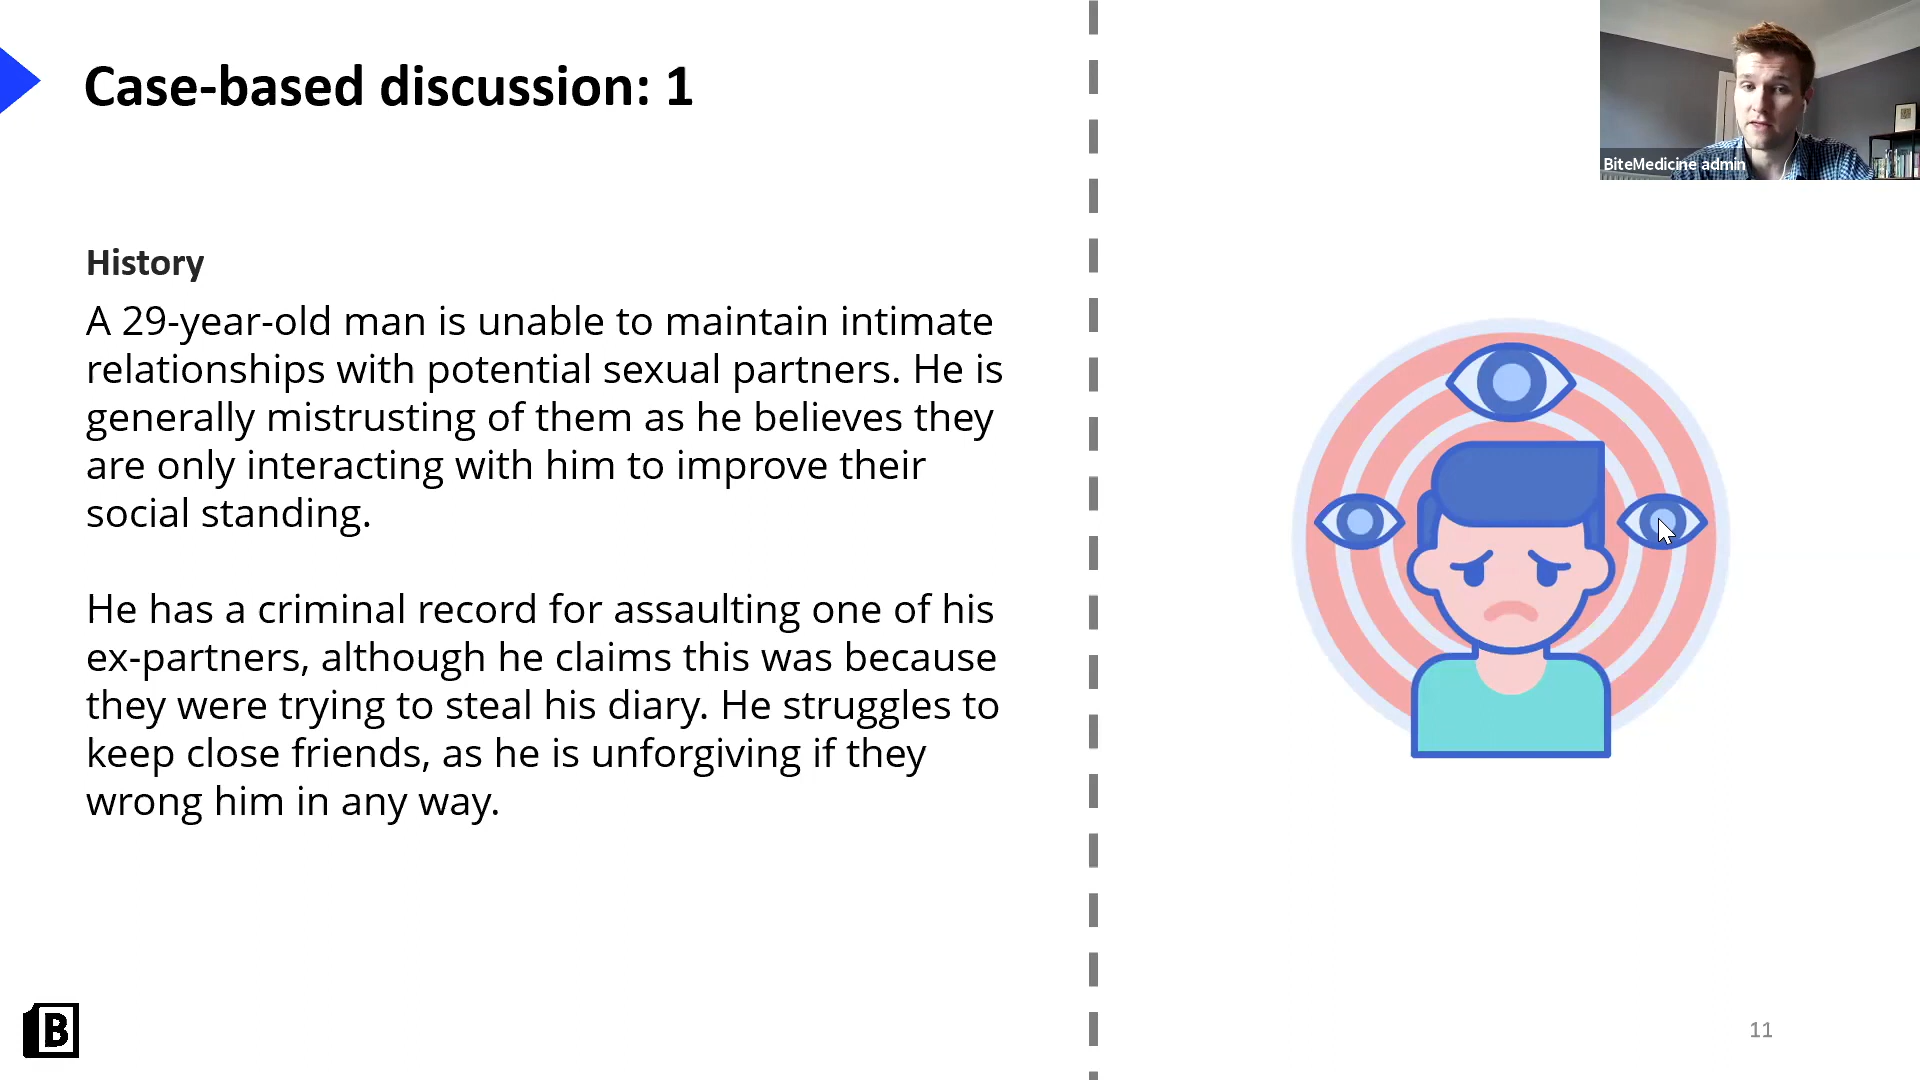 Case-based discussion: 1
BiteMedicine admin
History
A 29-year-old man is unable to maintain intimate
relationships with potential sexual partners. He is
generally mistrusting of them as he believes they
are only interacting with him to improve their
social standing.
He has a criminal record for assaulting one of his
ex-partners, although he claims this was because
they were trying to steal his diary. He struggles to
keep close friends, as he is unforgiving if they
wrong him in any way.
B
11